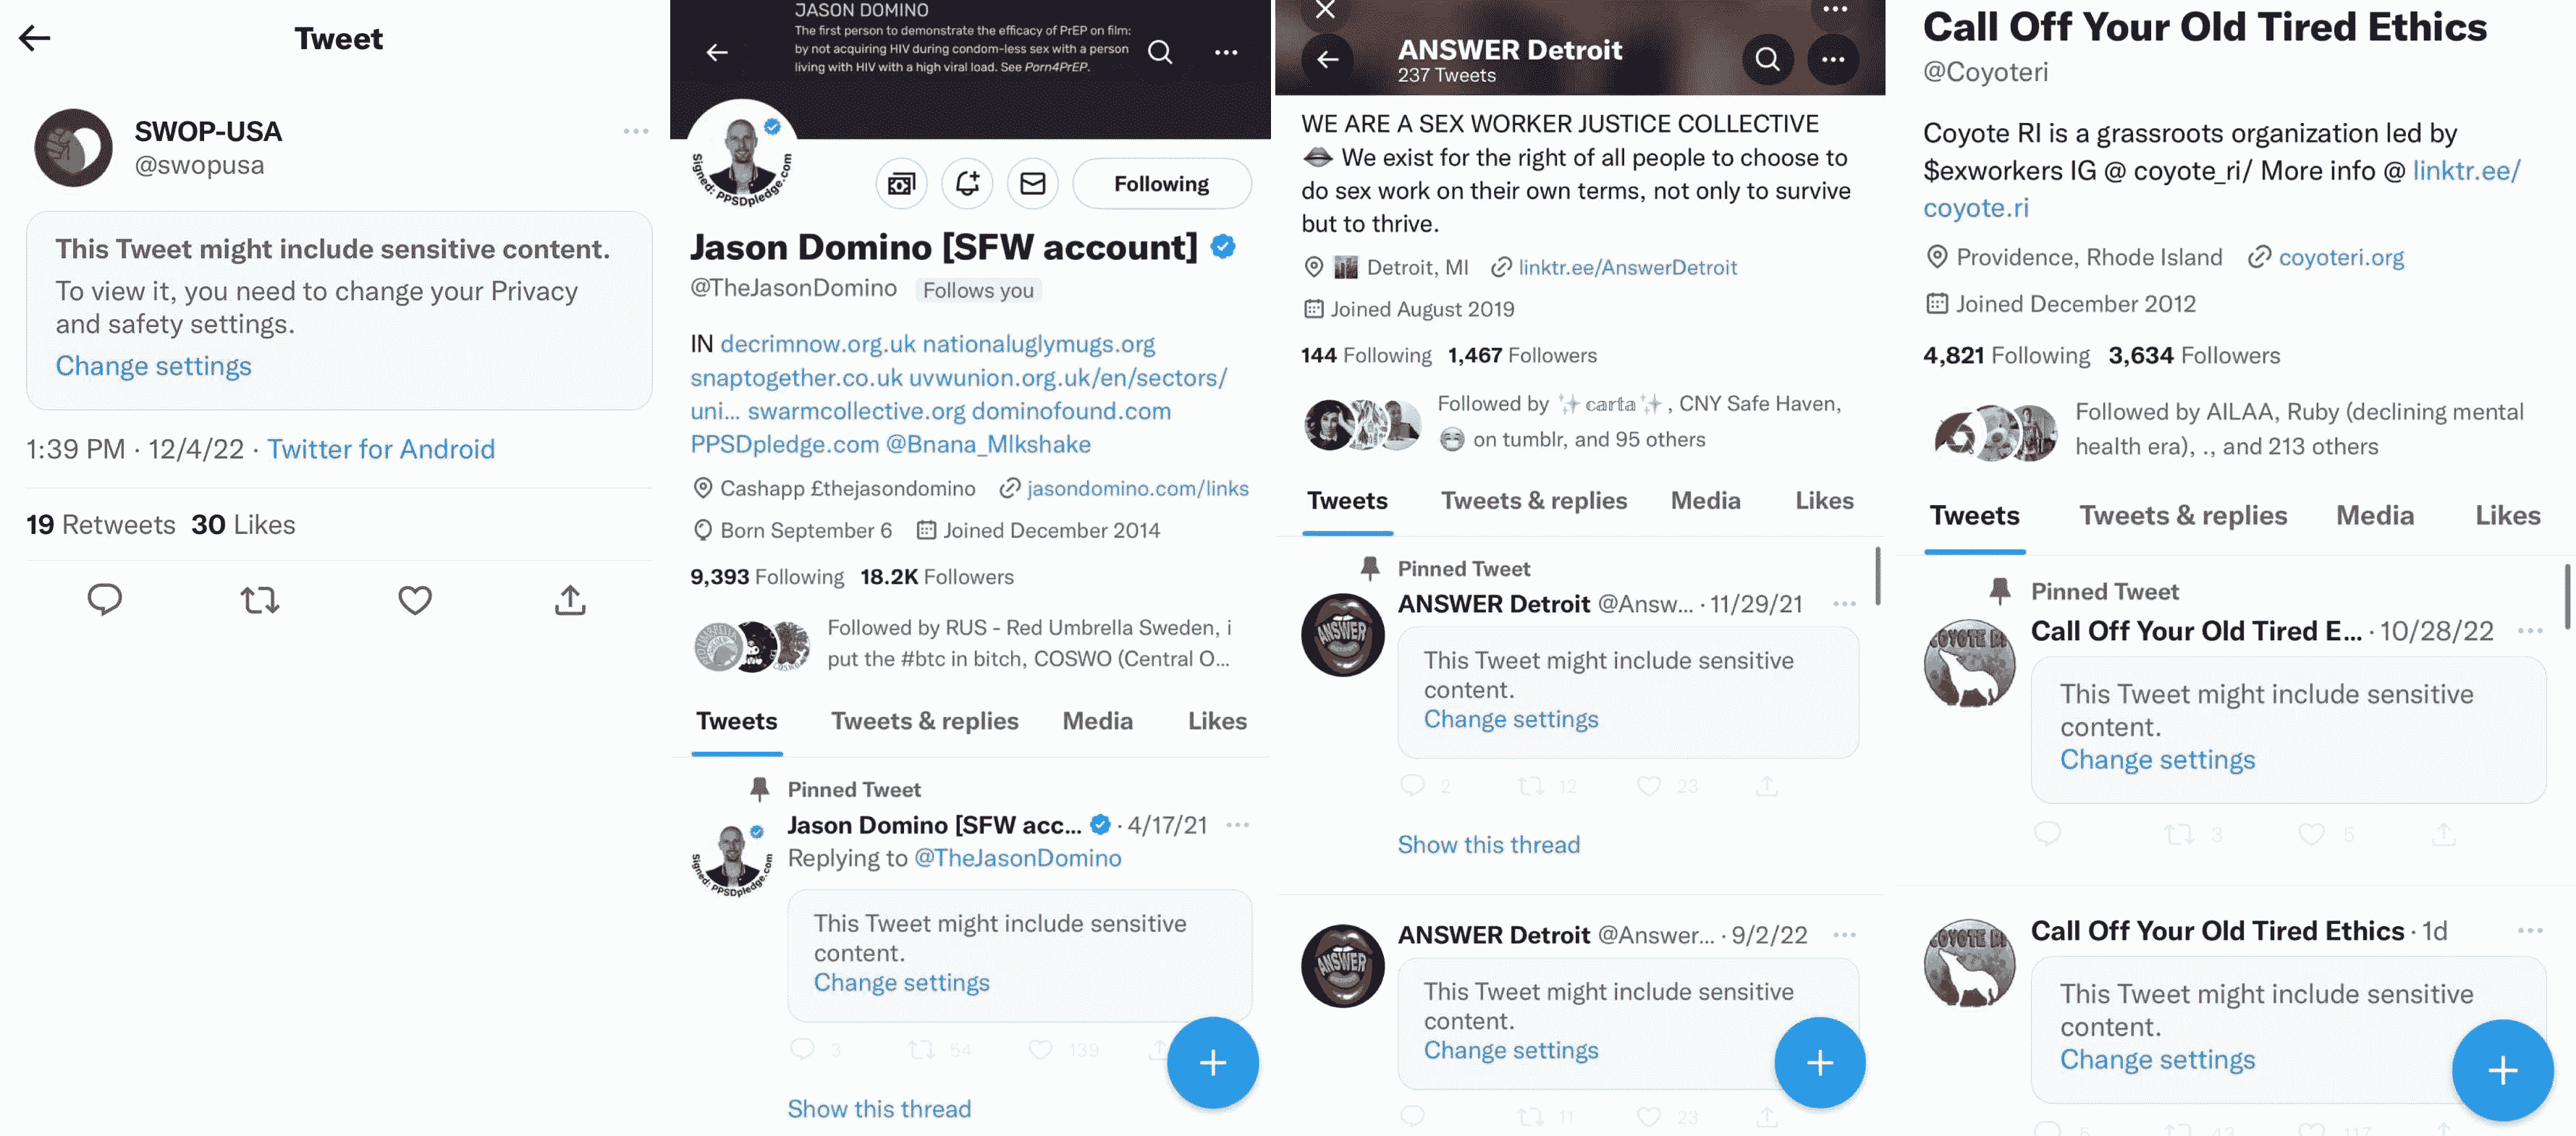 Tweet
SWOP-USA
@swopusa
This Tweet might include sensitive content.
To view it, you need to change your Privacy
and safety settings.
Change settings
1:39 PM · 12/4/22 · Twitter for Android
19 Retweets 30 Likes
JASON DOMINO
The first person to demonstrate the efficacy of PrEP on film:
by not acquiring HIV during condom-less sex with a person
living with HIV with a high viral load. See Porn4PrEP.
Signed: PPSDpledge.com
Following
Jason Domino [SFW account]
@TheJasonDomino Follows you
IN decrimnow.org.uk nationaluglymugs.org
snaptogether.co.uk uvwunion.org.uk/en/sectors/
uni... swarmcollective.org dominofound.com
PPSDpledge.com @Bnana_Mlkshake
Cashapp £thejasondomino jasondomino.com/links
Born September 6 Joined December 2014
9,393 Following 18.2K Followers
Followed by RUS - Red Umbrella Sweden, i
put the #btc in bitch, COSWO (Central O...
Tweets Tweets & replies Media Likes
Pinned Tweet
Jason Domino [SFW acc... · 4/17/21
Replying to @TheJasonDomino
Signed: PPSDpledge.com
This Tweet might include sensitive
content.
Change settings
3 54 139
Show this thread
ANSWER Detroit
237 Tweets
WE ARE A SEX WORKER JUSTICE COLLECTIVE
👄 We exist for the right of all people to choose to
do sex work on their own terms, not only to survive
but to thrive.
Detroit, MI linktr.ee/AnswerDetroit
Joined August 2019
144 Following 1,467 Followers
Followed by ✨ carta ✨, CNY Safe Haven,
😷 on tumblr, and 95 others
Tweets Tweets & replies Media Likes
Pinned Tweet
ANSWER Detroit @Answ... · 11/29/21
ANSWER
This Tweet might include sensitive
content.
Change settings
2 12 23
Show this thread
ANSWER Detroit @Answer... · 9/2/22
ANSWER
This Tweet might include sensitive
content.
Change settings
11 23
Call Off Your Old Tired Ethics
@Coyoteri
Coyote RI is a grassroots organization led by
$exworkers IG @ coyote_ri/ More info @ linktr.ee/
coyote.ri
Providence, Rhode Island coyoteri.org
Joined December 2012
4,821 Following 3,634 Followers
Followed by AILAA, Ruby (declining mental
health era), ., and 213 others
Tweets Tweets & replies Media Likes
Pinned Tweet
Call Off Your Old Tired E... · 10/28/22
COYOTE RI
This Tweet might include sensitive
content.
Change settings
3 5
Call Off Your Old Tired Ethics · 1d
COYOTE RI
This Tweet might include sensitive
content.
Change settings